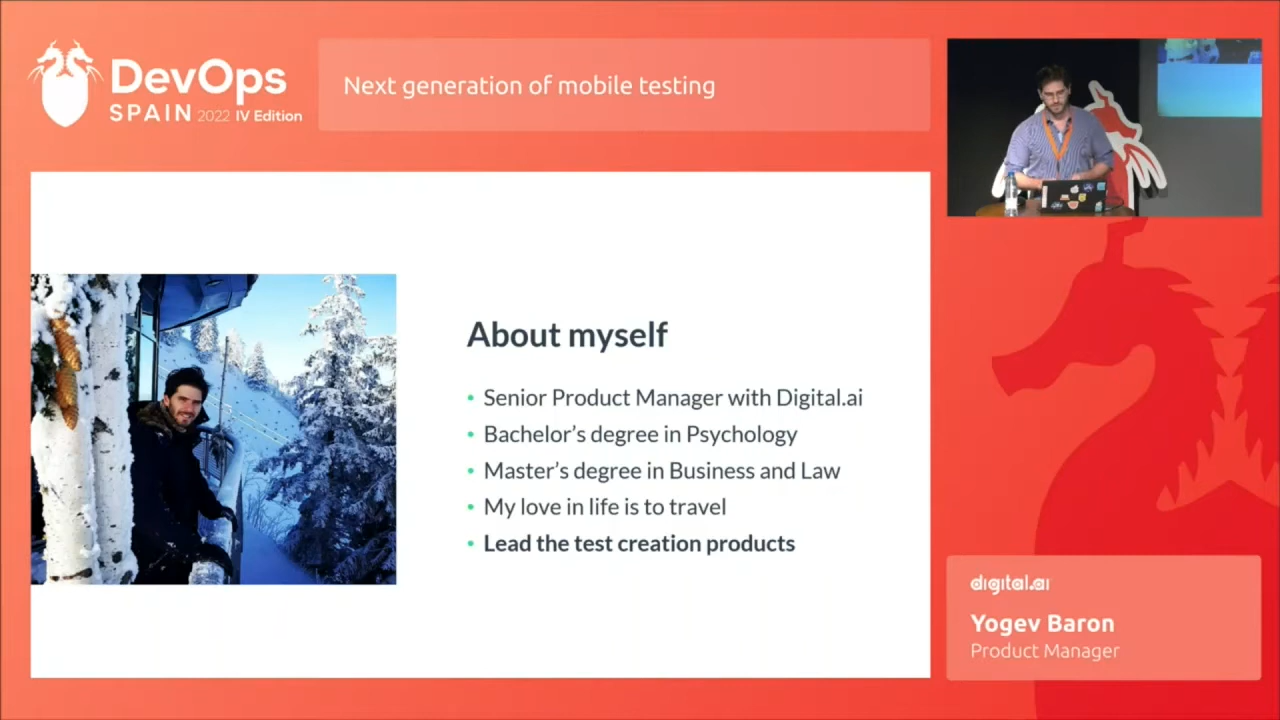 DevOps
SPAIN 2022 IV Edition
Next generation of mobile testing
About myself
• Senior Product Manager with Digital.ai
• Bachelor's degree in Psychology
• Master's degree in Business and Law
• My love in life is to travel
• Lead the test creation products
digital.ai
Yogev Baron
Product Manager